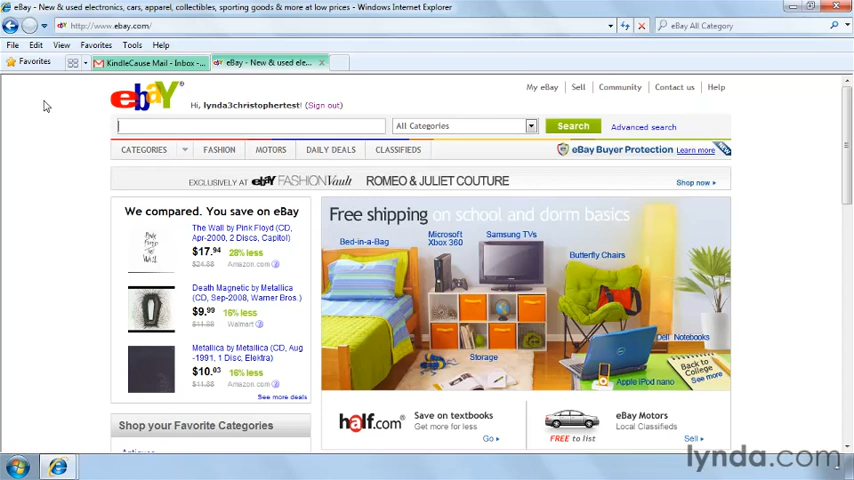 eBay - New & used electronics, cars, apparel, collectibles, sporting goods & more at low prices - Windows Internet Explorer
http://www.ebay.com/
eBay All Category
File Edit View Favorites Tools Help
Favorites
KindleCause Mail - Inbox -...
eBay - New & used ele...
ebay
My eBay Sell Community Contact us Help
Hi, lynda3christophertest! (Sign out)
All Categories
Search
Advanced search
CATEGORIES FASHION MOTORS DAILY DEALS CLASSIFIEDS
eBay Buyer Protection Learn more
EXCLUSIVELY AT ebay FASHION Vault ROMEO & JULIET COUTURE Shop now
We compared. You save on eBay
The Wall by Pink Floyd (CD, Apr-2000, 2 Discs, Capitol)
$17.94 28% less
$24.88 Amazon.com
Death Magnetic by Metallica (CD, Sep-2008, Warner Bros.)
$9.99 16% less
$11.88 Walmart
Metallica by Metallica (CD, Aug -1991, 1 Disc, Elektra)
$10.03 16% less
$11.88 Amazon.com
See more deals
Free shipping on school and dorm basics
Bed-in-a-Bag
Microsoft Xbox 360
Samsung TVs
Butterfly Chairs
Dell Notebooks
Storage
Apple iPod nano
Back to College
See more
Shop your Favorite Categories
half.com
Save on textbooks
Get more for less
Go
FREE to list
eBay Motors
Local Classifieds
Sell
lynda.com